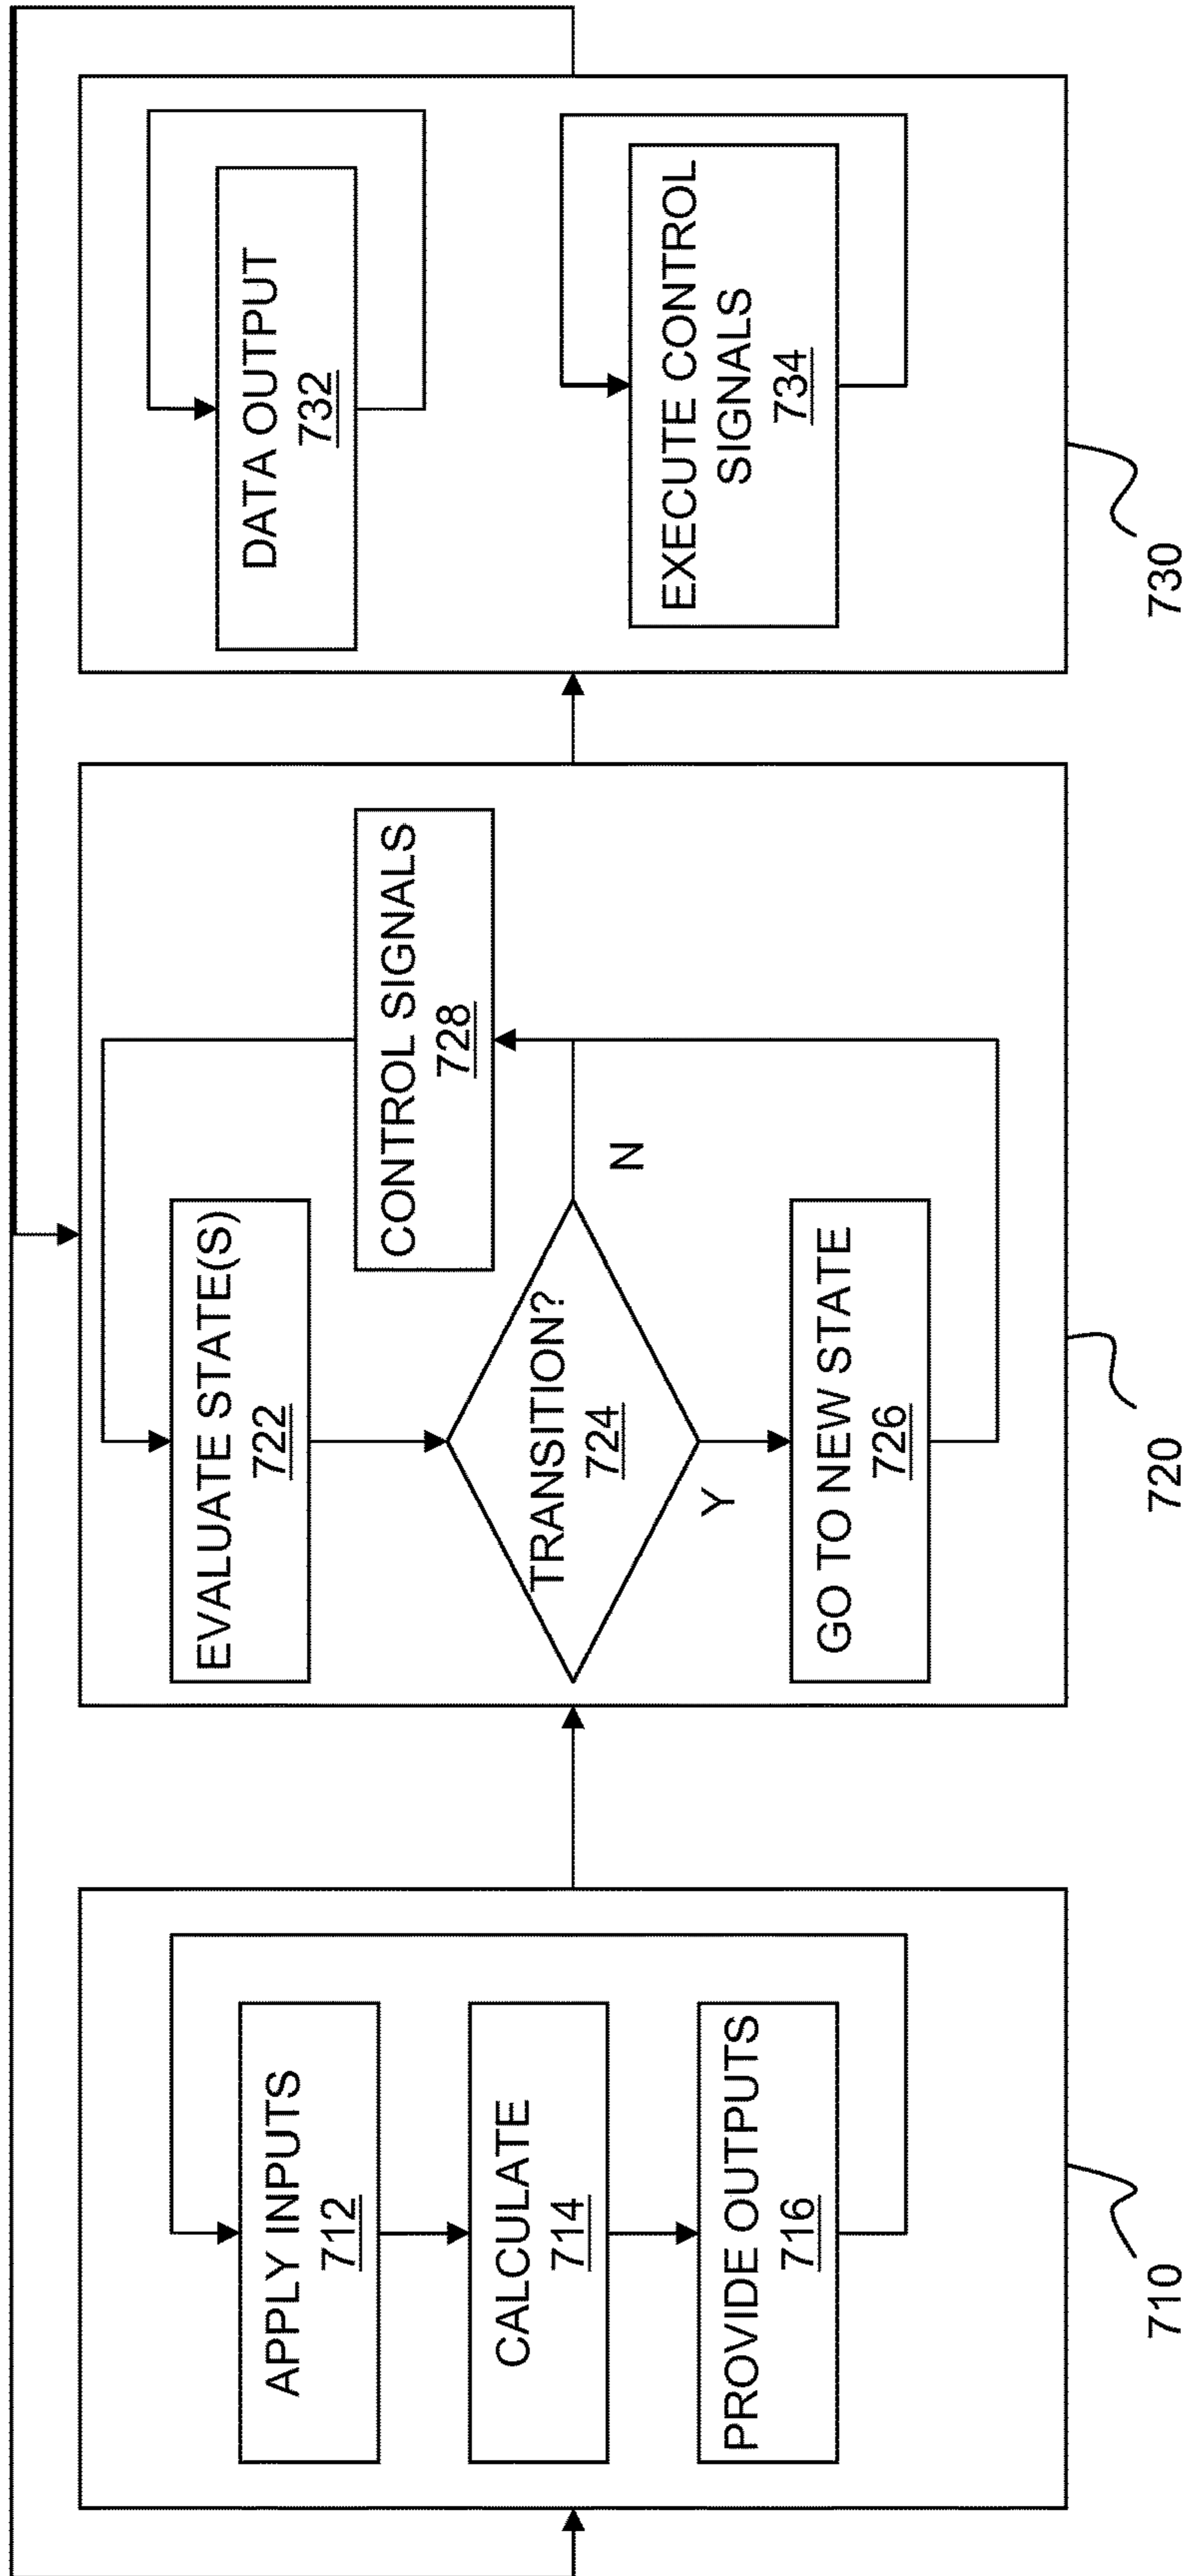 APPLY INPUTS
712
CALCULATE
714
PROVIDE OUTPUTS
716
710
EVALUATE STATE(S)
722
TRANSITION?
724
Y
N
GO TO NEW STATE
726
CONTROL SIGNALS
728
720
DATA OUTPUT
732
EXECUTE CONTROL
SIGNALS
734
730